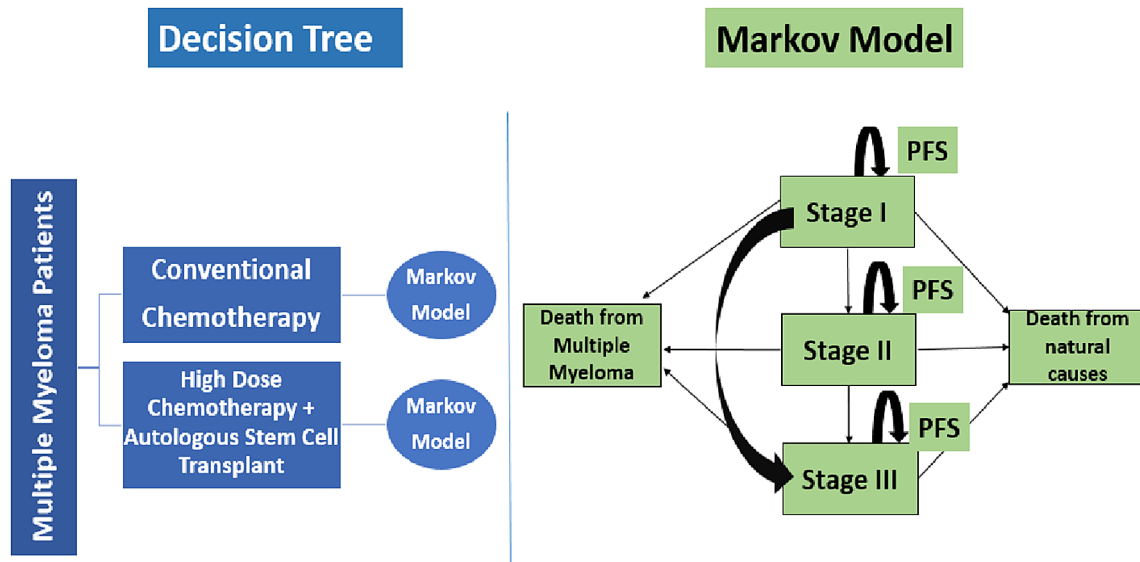 Decision Tree
Multiple Myeloma Patients
Conventional
Chemotherapy
Markov
Model
High Dose
Chemotherapy +
Autologous Stem Cell
Transplant
Markov
Model
Markov Model
PFS
Stage I
PFS
Death from
Multiple
Myeloma
Stage II
Death from
natural
causes
PFS
Stage III